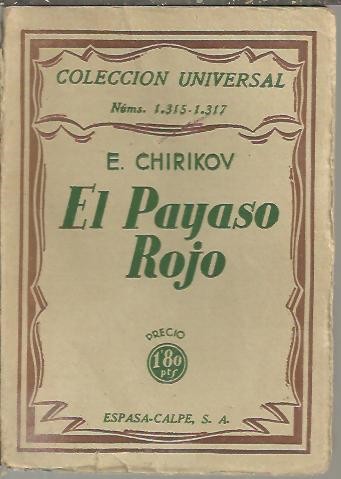 COLECCION UNIVERSAL
Núms. 1.315-1.317
E. CHIRIKOV
El Payaso
Rojo
PRECIO
1'80
pts
ESPASA-CALPE, S. A.